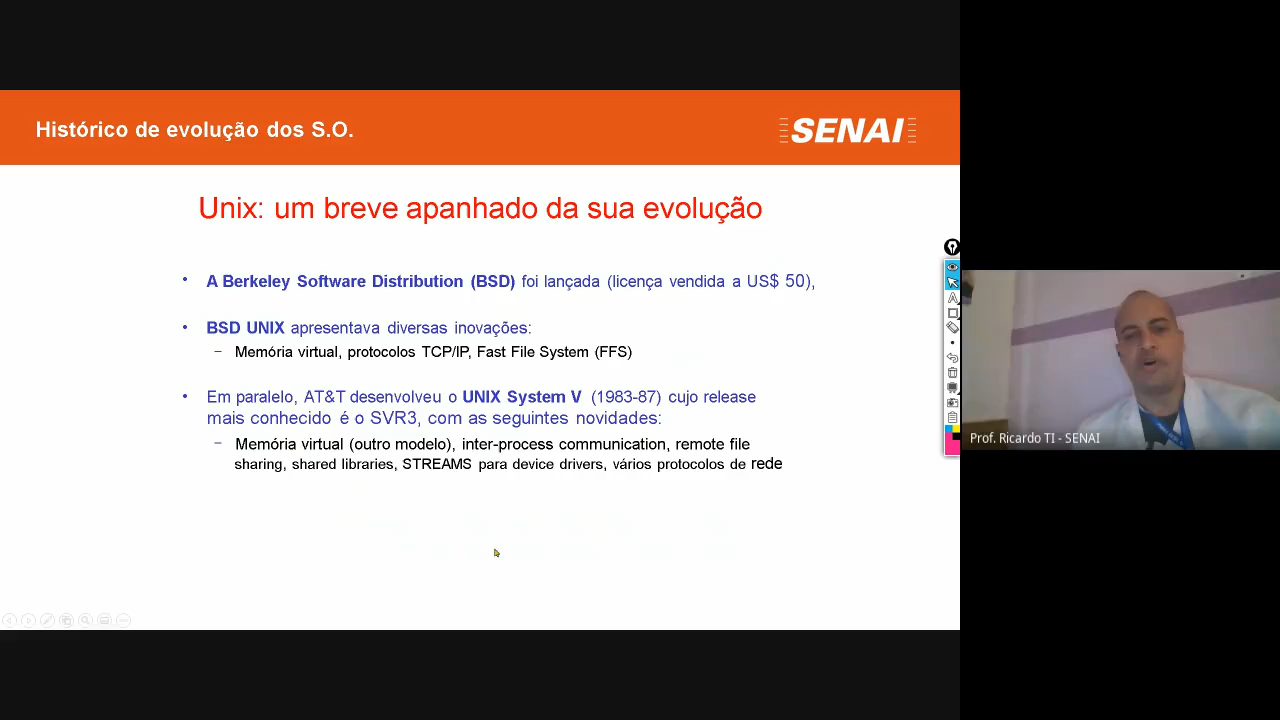 Histórico de evolução dos S.O.
SENAI
Unix: um breve apanhado da sua evolução
• A Berkeley Software Distribution (BSD) foi lançada (licença vendida a US$ 50),
• BSD UNIX apresentava diversas inovações:
– Memória virtual, protocolos TCP/IP, Fast File System (FFS)
• Em paralelo, AT&T desenvolveu o UNIX System V (1983-87) cujo release
mais conhecido é o SVR3, com as seguintes novidades:
– Memória virtual (outro modelo), inter-process communication, remote file
sharing, shared libraries, STREAMS para device drivers, vários protocolos de rede
Prof. Ricardo TI - SENAI